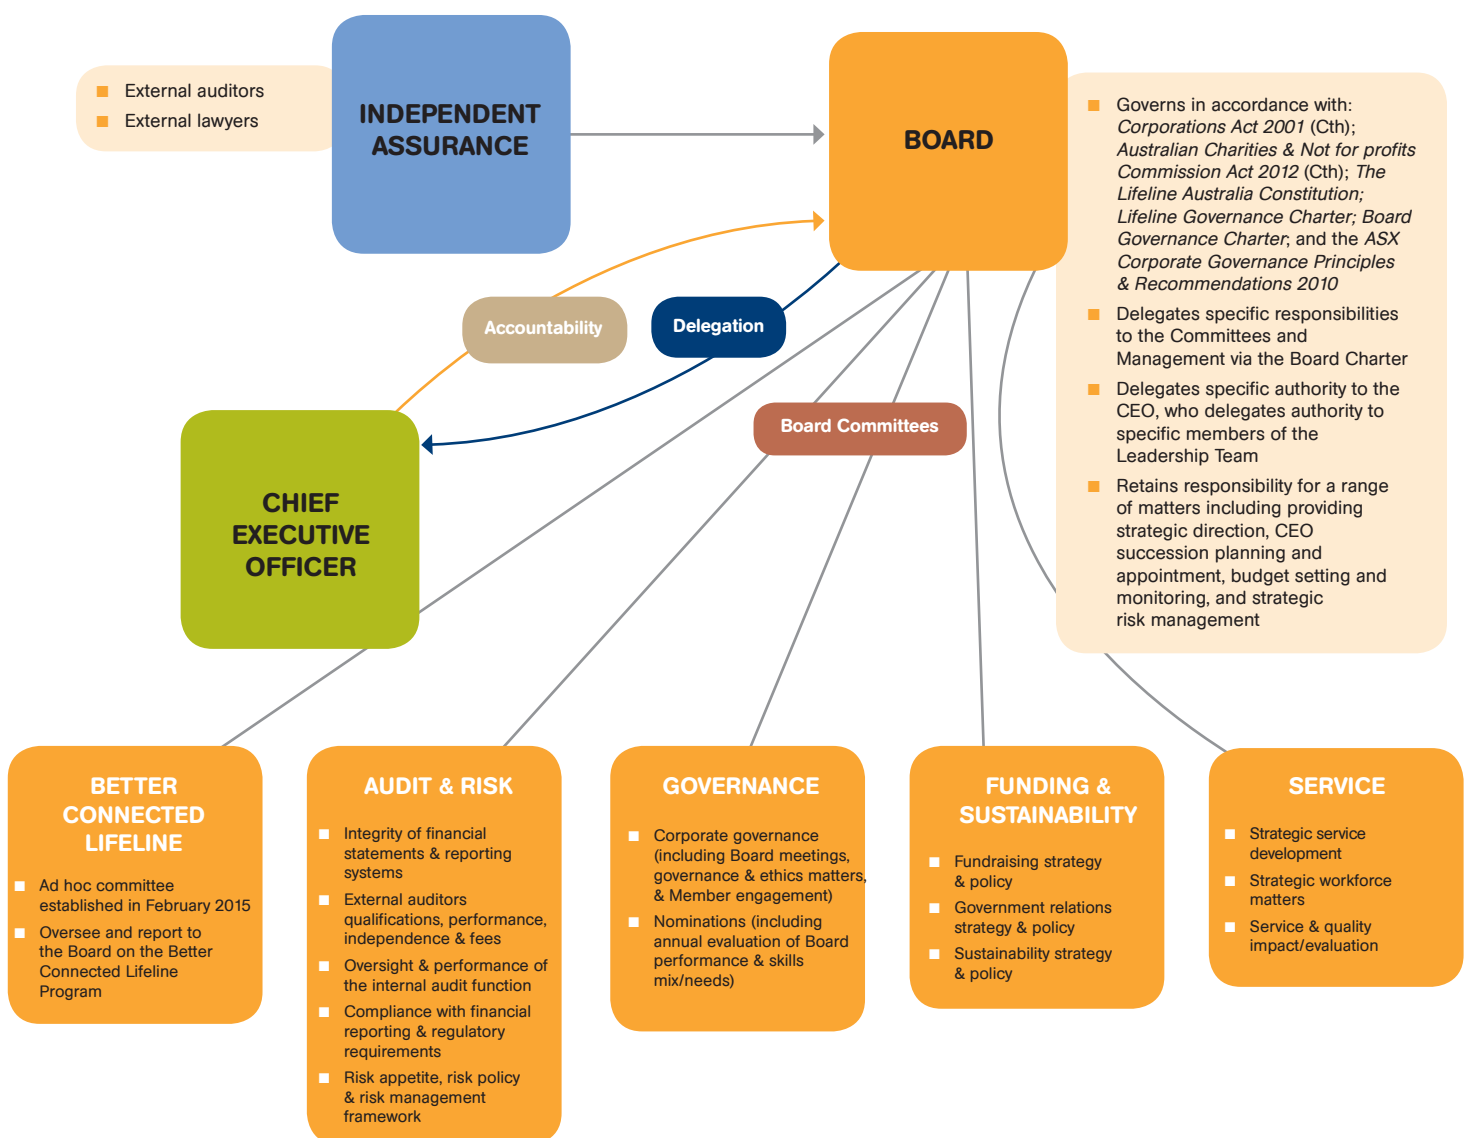 External auditors
External lawyers
INDEPENDENT
ASSURANCE
BOARD
Governs in accordance with:
Corporations Act 2001 (Cth);
Australian Charities & Not for profits
Commission Act 2012 (Cth); The
Lifeline Australia Constitution;
Lifeline Governance Charter; Board
Governance Charter; and the ASX
Corporate Governance Principles
& Recommendations 2010
Delegates specific responsibilities
to the Committees and
Management via the Board Charter
Delegates specific authority to the
CEO, who delegates authority to
specific members of the
Leadership Team
Retains responsibility for a range
of matters including providing
strategic direction, CEO
succession planning and
appointment, budget setting and
monitoring, and strategic
risk management
Accountability
Delegation
Board Committees
CHIEF
EXECUTIVE
OFFICER
BETTER
CONNECTED
LIFELINE
Ad hoc committee
established in February 2015
Oversee and report to
the Board on the Better
Connected Lifeline
Program
AUDIT & RISK
Integrity of financial
statements & reporting
systems
External auditors
qualifications, performance,
independence & fees
Oversight & performance of
the internal audit function
Compliance with financial
reporting & regulatory
requirements
Risk appetite, risk policy
& risk management
framework
GOVERNANCE
Corporate governance
(including Board meetings,
governance & ethics matters,
& Member engagement)
Nominations (including
annual evaluation of Board
performance & skills
mix/needs)
FUNDING &
SUSTAINABILITY
Fundraising strategy
& policy
Government relations
strategy & policy
Sustainability strategy
& policy
SERVICE
Strategic service
development
Strategic workforce
matters
Service & quality
impact/evaluation